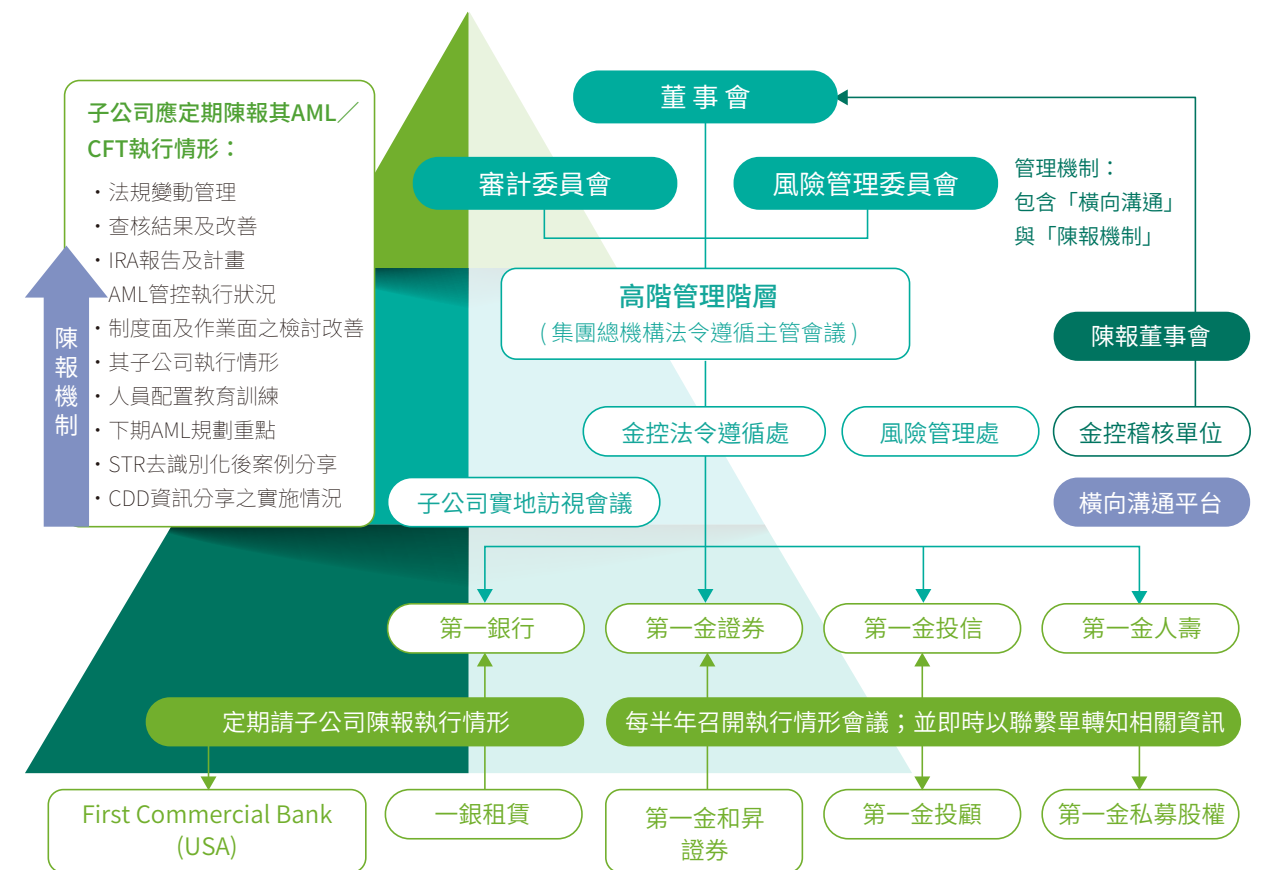 子公司應定期陳報其AML／
CFT執行情形：
・法規變動管理
・查核結果及改善
・IRA報告及計畫
AML管控執行狀況
・制度面及作業面之檢討改善
・其子公司執行情形
・人員配置教育訓練
・下期AML規劃重點
・STR去識別化後案例分享
・CDD資訊分享之實施情況
陳報機制
董事會
審計委員會
風險管理委員會
管理機制：
包含「橫向溝通」
與「陳報機制」
高階管理階層
(集團總機構法令遵循主管會議)
陳報董事會
金控法令遵循處
風險管理處
金控稽核單位
子公司實地訪視會議
橫向溝通平台
第一銀行
第一金證券
第一金投信
第一金人壽
定期請子公司陳報執行情形
每半年召開執行情形會議；並即時以聯繫單轉知相關資訊
First Commercial Bank
(USA)
一銀租賃
第一金和昇
證券
第一金投顧
第一金私募股權